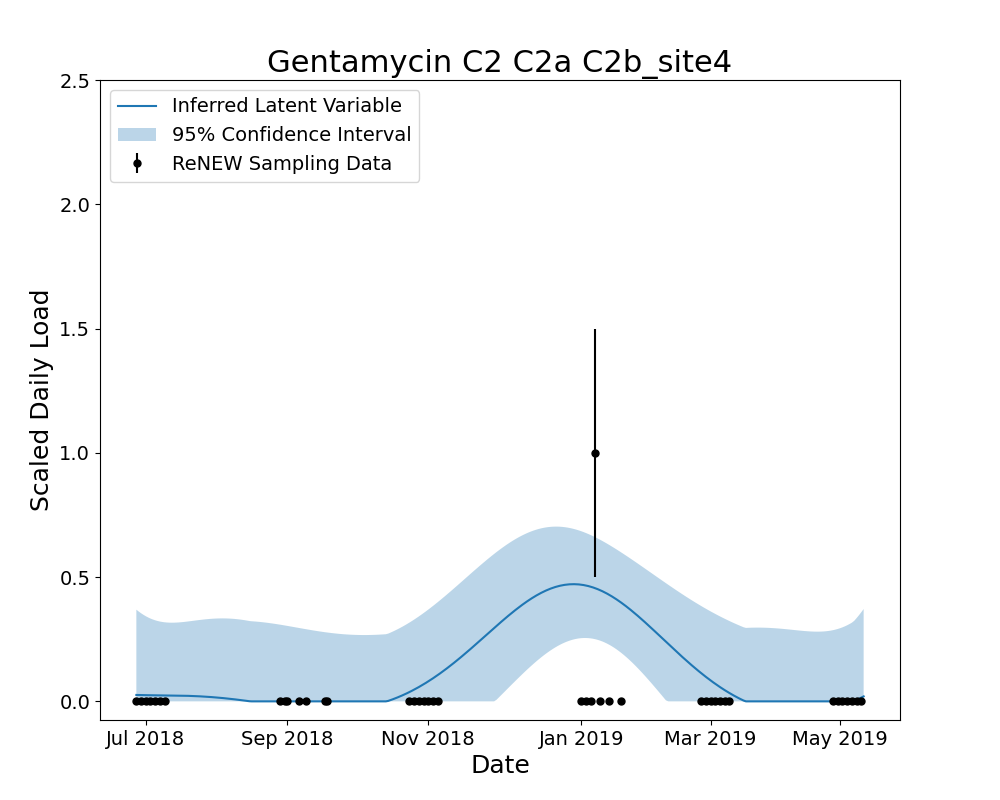 Gentamycin C2 C2a C2b_site4
2.5
Inferred Latent Variable
95% Confidence Interval
ReNEW Sampling Data
2.0
1.5
1.0
0.5
0.0
Scaled Daily Load
Jul 2018 Sep 2018 Nov 2018 Jan 2019 Mar 2019 May 2019
Date